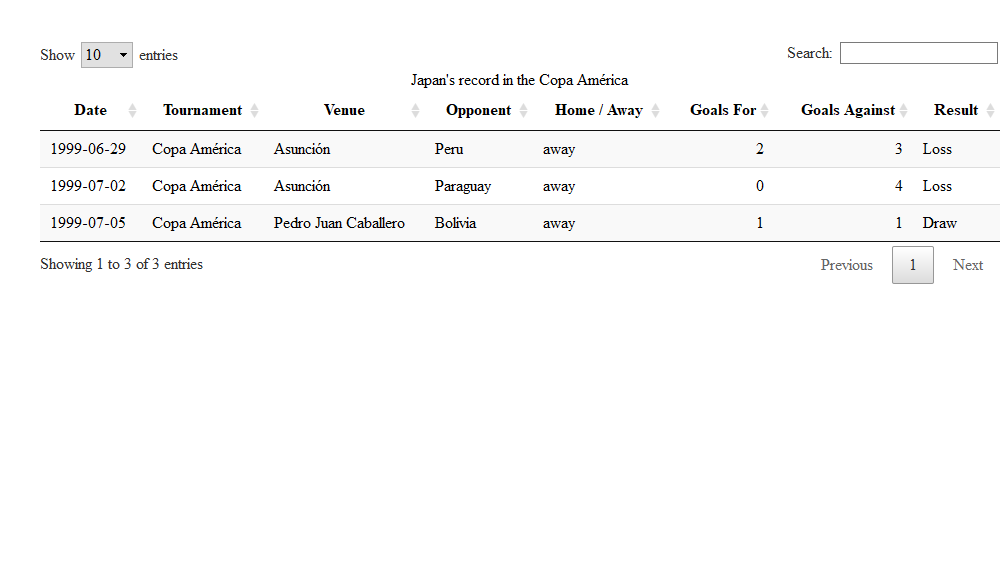 Show 10 entries Search:
Japan's record in the Copa América
Date Tournament Venue Opponent Home / Away Goals For Goals Against Result
1999-06-29 Copa América Asunción Peru away 2 3 Loss
1999-07-02 Copa América Asunción Paraguay away 0 4 Loss
1999-07-05 Copa América Pedro Juan Caballero Bolivia away 1 1 Draw
Showing 1 to 3 of 3 entries Previous 1 Next